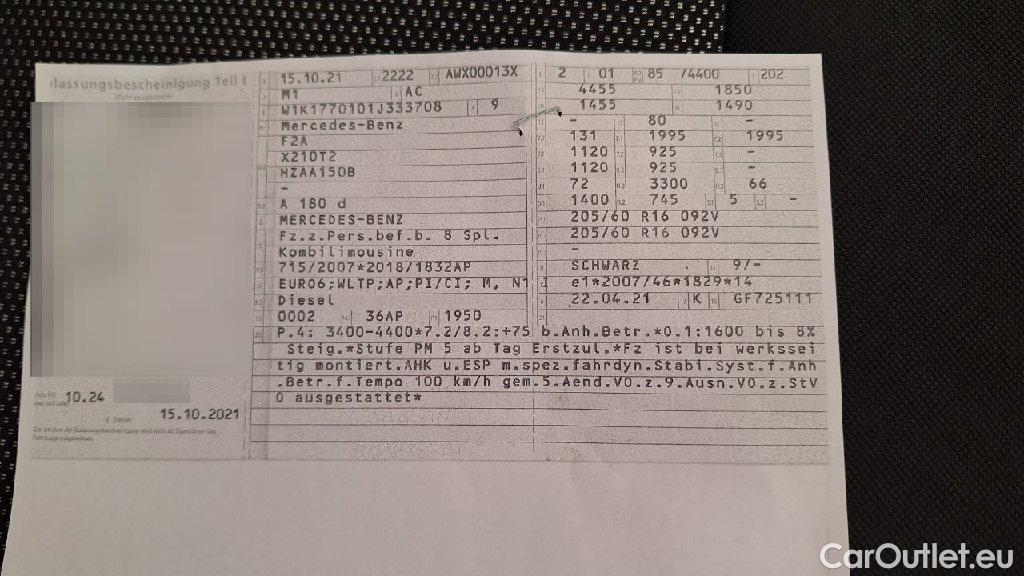 lassungsbescheinigung Teil I
(Fahrzeugschein)
10.24
15.10.2021
15.10.21 2222 AWX00013X
M1 AC
W1K1770101J333708 9
Mercedes-Benz
F2A
X210T2
HZAA150B
-
A 180 d
MERCEDES-BENZ
Fz.z.Pers.bef.b. 8 Spl.
Kombilimousine
715/2007*2018/1832AP
EURO6;WLTP;AP;PI/CI; M, N1 I
Diesel
0002 36AP 1950
2 01 85 /4400 202
4455 1850
1455 1490
- 80 -
131 1995 1995
1120 925 -
1120 925 -
72 3300 66
1400 745 5 -
205/60 R16 092V
205/60 R16 092V
-
SCHWARZ 9/-
e1*2007/46*1829*14
22.04.21 K GF725111
P.4: 3400-4400*7.2/8.2:+75 b.Anh.Betr.*0.1:1600 bis 8%
Steig.*Stufe PM 5 ab Tag Erstzul.*Fz ist bei werkssei
tig montiert.AHK u.ESP m.spez.fahrdyn.Stabi.Syst.f.Anh
.Betr.f.Tempo 100 km/h gem.5.Aend.VO.z.9.Ausn.VO.z.StV
O ausgestattet*
CarOutlet.eu